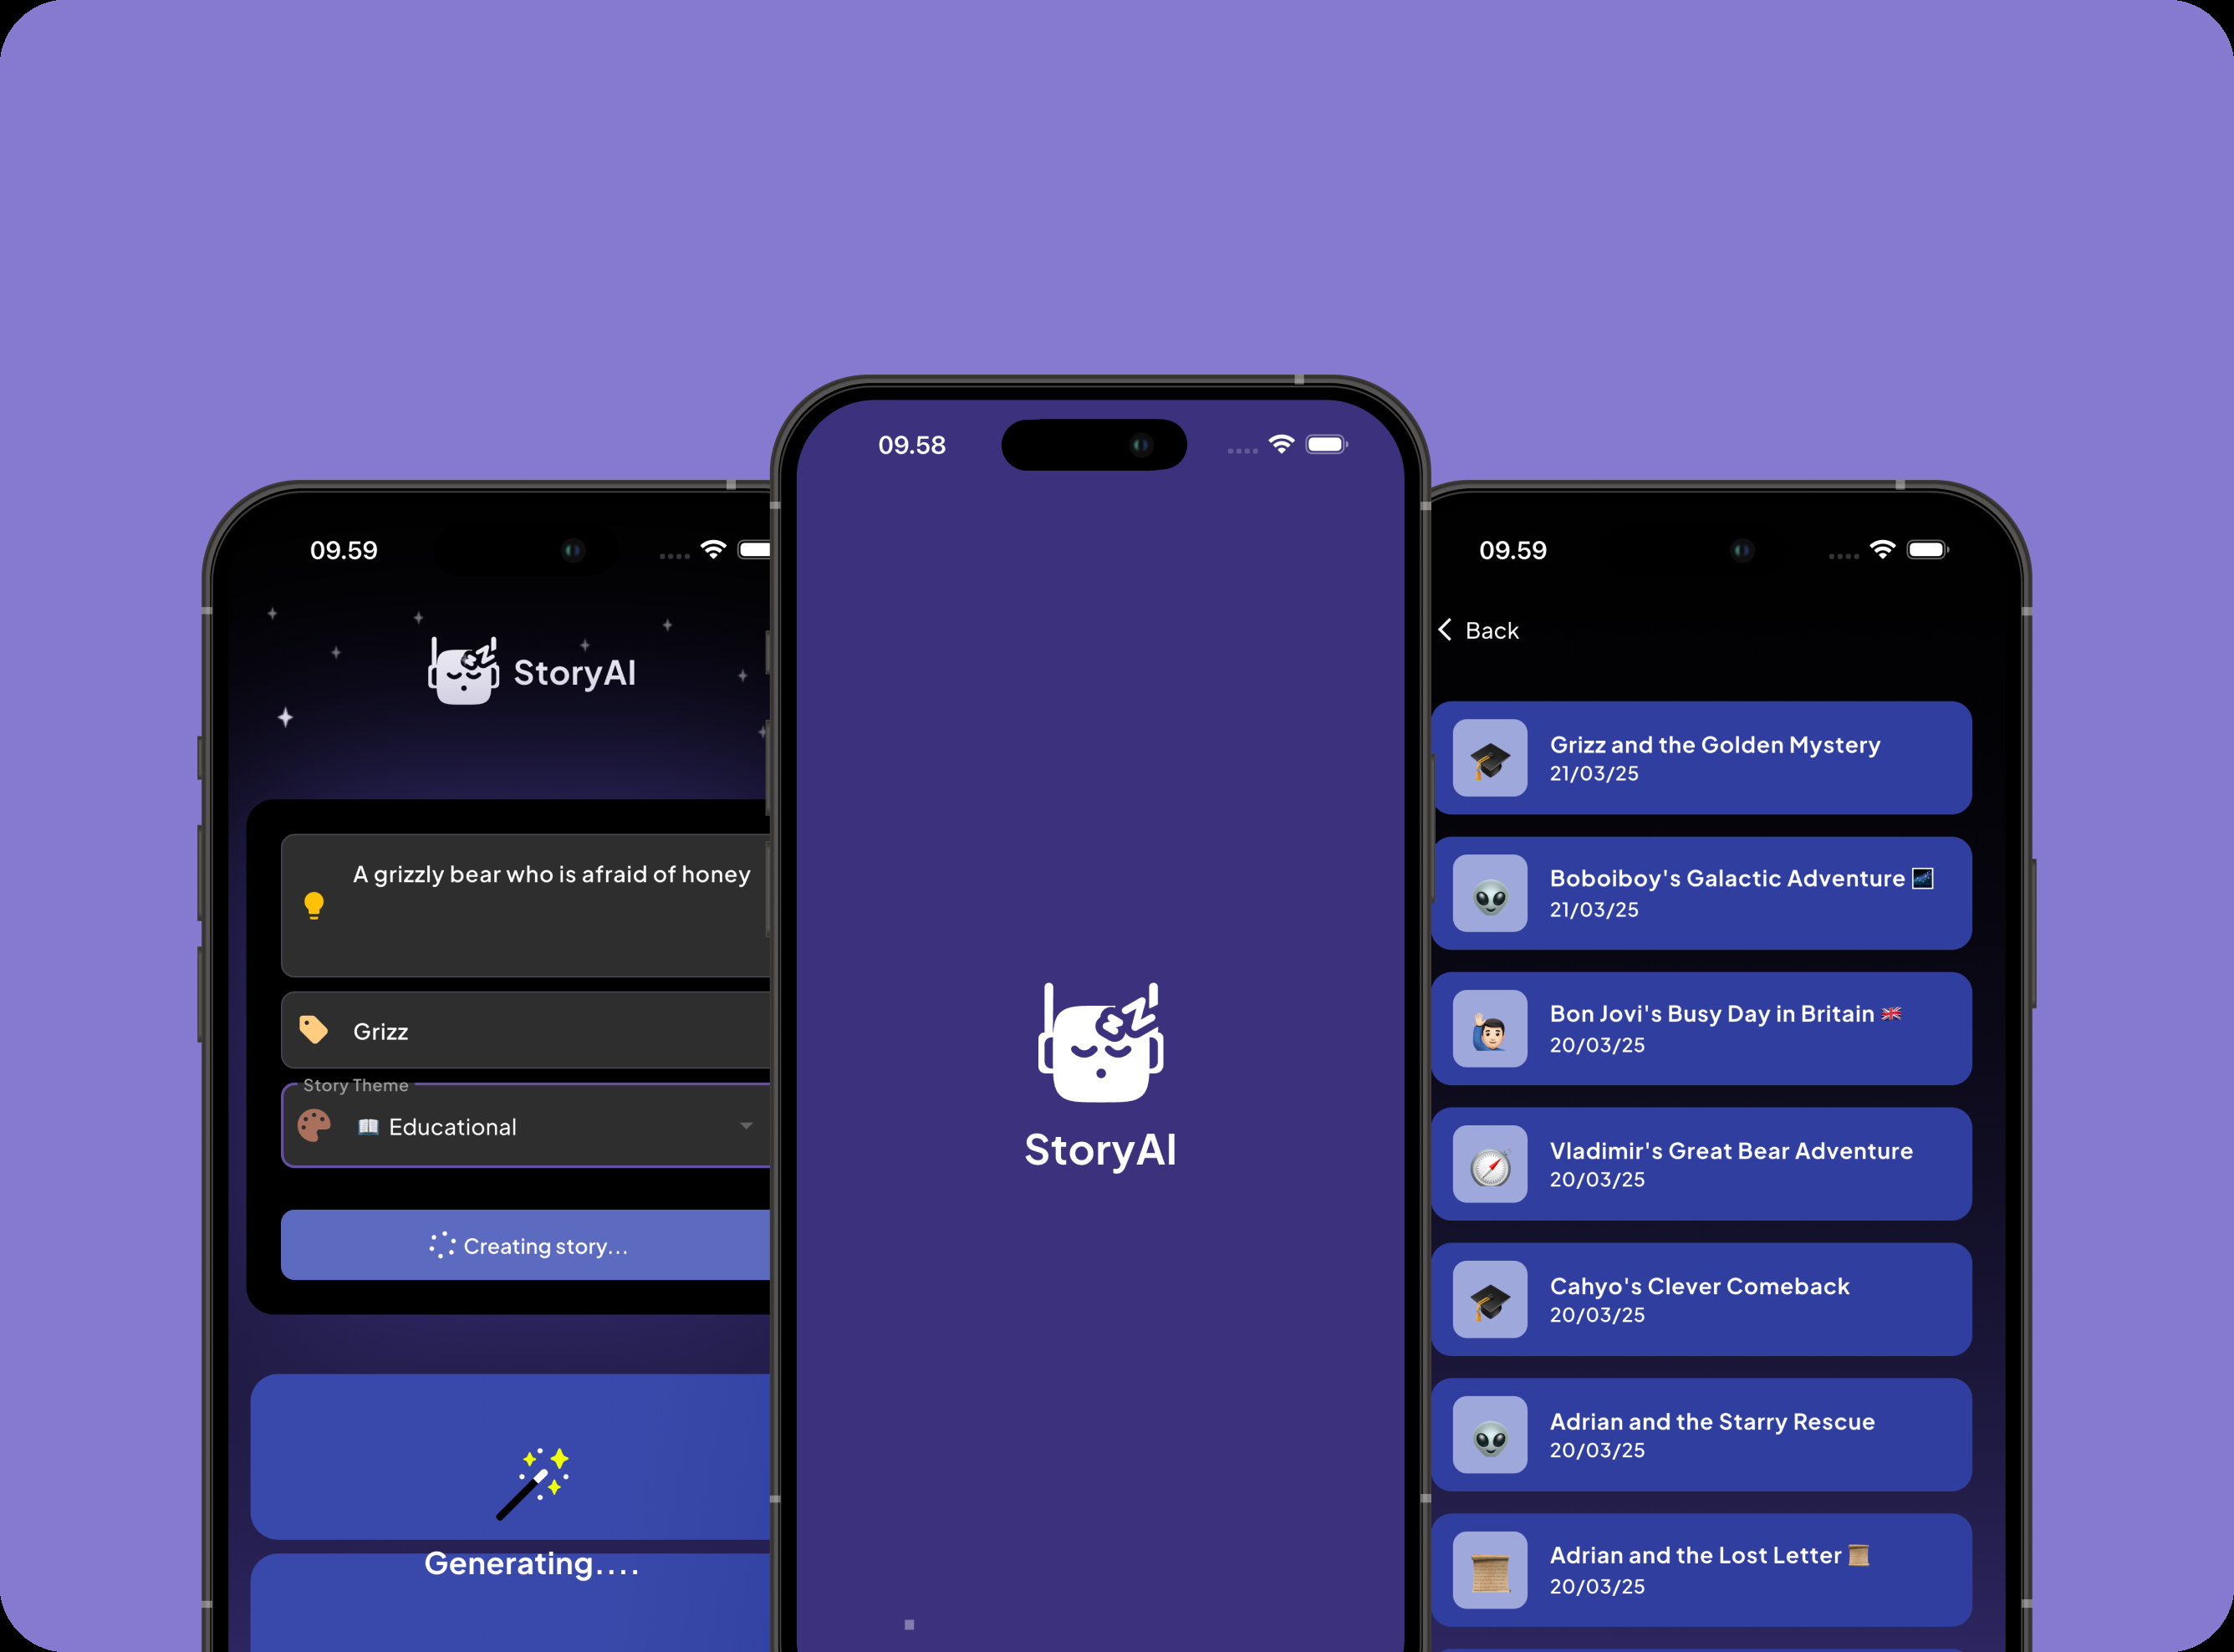 09.59
StoryAI
A grizzly bear who is afraid of honey
Grizz
Story Theme
Educational
Creating story...
Generating....
09.58
StoryAI
09.59
Back
Grizz and the Golden Mystery
21/03/25
Boboiboy's Galactic Adventure
21/03/25
Bon Jovi's Busy Day in Britain
20/03/25
Vladimir's Great Bear Adventure
20/03/25
Cahyo's Clever Comeback
20/03/25
Adrian and the Starry Rescue
20/03/25
Adrian and the Lost Letter
20/03/25